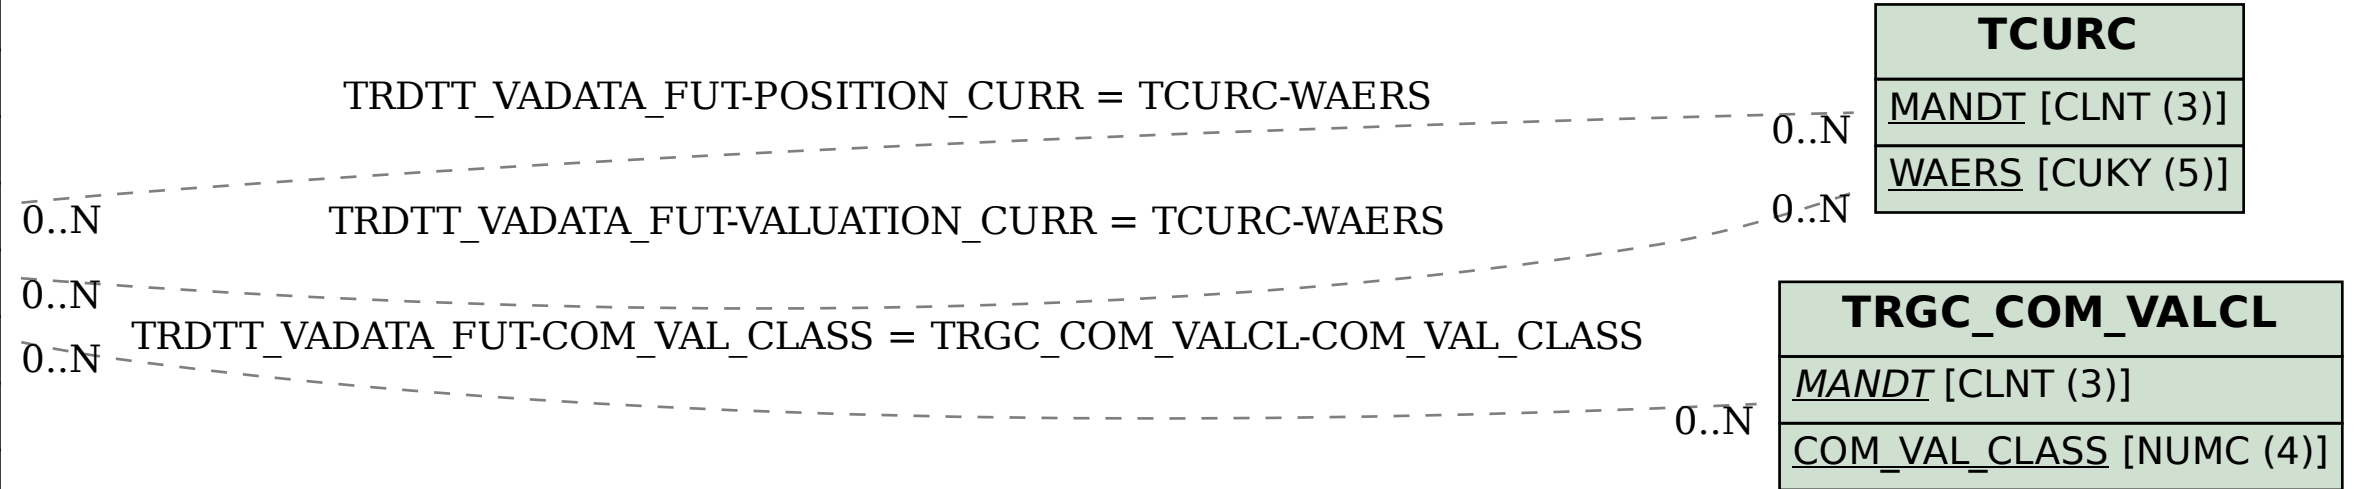 TCURC
TRDTT_VADATA_FUT-POSITION_CURR = TCURC-WAERS
MANDT [CLNT (3)]
0..N
WAERS [CUKY (5)]
0..N
0..N
TRDTT_VADATA_FUT-VALUATION_CURR = TCURC-WAERS
0..N
TRGC_COM_VALCL
TRDTT_VADATA_FUT-COM_VAL_CLASS = TRGC_COM_VALCL-COM_VAL_CLASS
0..N
MANDT [CLNT (3)]
0..N
COM_VAL_CLASS [NUMC (4)]